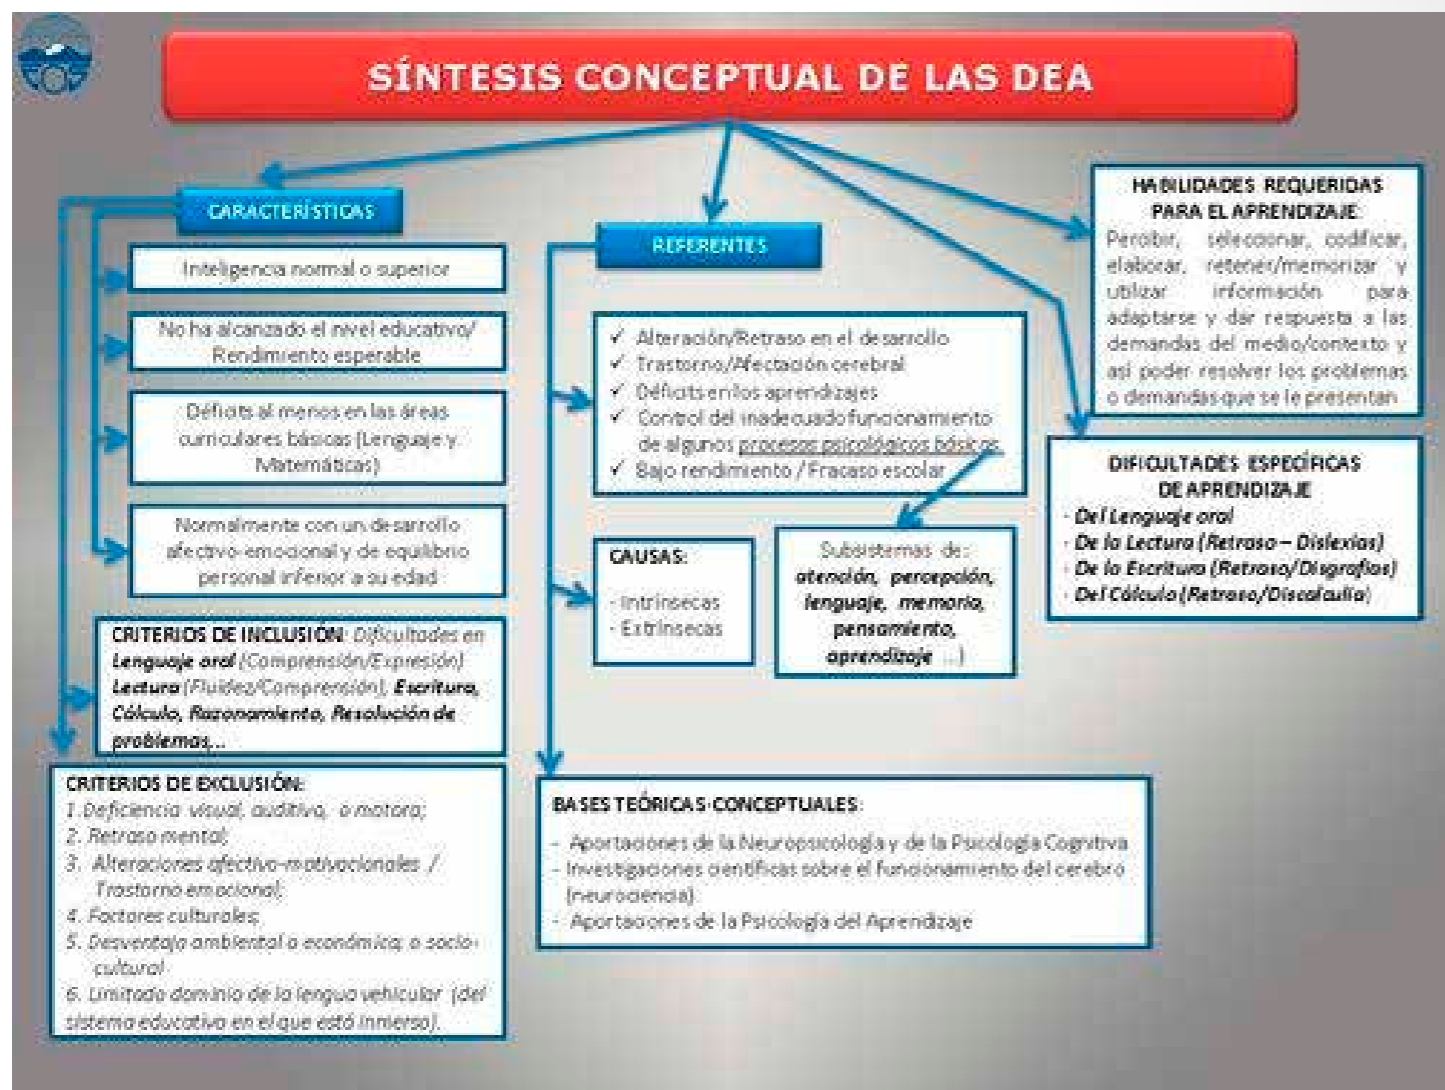 SÍNTESIS CONCEPTUAL DE LAS DEA
CARACTERÍSTICAS
Inteligencia normal o superior
No ha alcanzado el nivel educativo/
Rendimiento esperable
Déficits al menos en las áreas
curriculares básicas (Lenguaje y
Matemáticas)
Normalmente con un desarrollo
afectivo-emocional y de equilibrio
personal inferior a su edad
CRITERIOS DE INCLUSIÓN: Dificultades en
Lenguaje oral (Comprensión/Expresión)
Lectura (Fluidez/Comprensión), Escritura,
Cálculo, Razonamiento, Resolución de
problemas,..
CRITERIOS DE EXCLUSIÓN:
1. Deficiencia visual, auditiva, o motora;
2. Retraso mental;
3. Alteraciones afectivo-motivacionales /
Trastorno emocional;
4. Factores culturales;
5. Desventaja ambiental o económica; o socio-
cultural
6. Limitado dominio de la lengua vehicular (del
sistema educativo en el que está inmerso).
REFERENTES
✓ Alteración/Retraso en el desarrollo
✓ Trastorno/Afectación cerebral
✓ Déficits en los aprendizajes
✓ Control del inadecuado funcionamiento
de algunos procesos psicológicos básicos.
✓ Bajo rendimiento / Fracaso escolar
CAUSAS:
- Intrínsecas
- Extrínsecas
Subsistemas de:
atención, percepción,
lenguaje, memoria,
pensamiento,
aprendizaje ...)
BASES TEÓRICAS-CONCEPTUALES:
- Aportaciones de la Neuropsicología y de la Psicología Cognitiva
- Investigaciones científicas sobre el funcionamiento del cerebro
(neurociencia)
- Aportaciones de la Psicología del Aprendizaje
HABILIDADES REQUERIDAS
PARA EL APRENDIZAJE:
Percibir, seleccionar, codificar,
elaborar, retener/memorizar y
utilizar información para
adaptarse y dar respuesta a las
demandas del medio/contexto y
así poder resolver los problemas
o demandas que se le presentan
DIFICULTADES ESPECÍFICAS
DE APRENDIZAJE
- Del Lenguaje oral
- De la Lectura (Retraso – Dislexias)
- De la Escritura (Retraso/Disgrafías)
- Del Cálculo (Retraso/Discalculia)